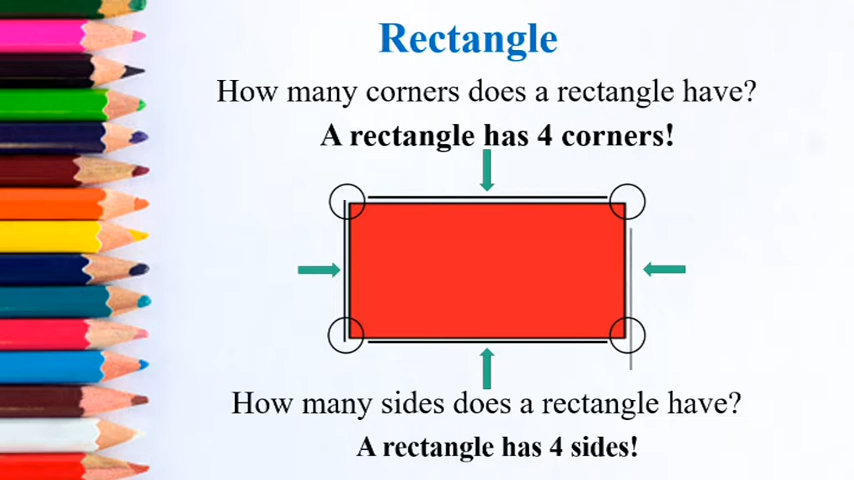 Rectangle
How many corners does a rectangle have?
A rectangle has 4 corners!
How many sides does a rectangle have?
A rectangle has 4 sides!